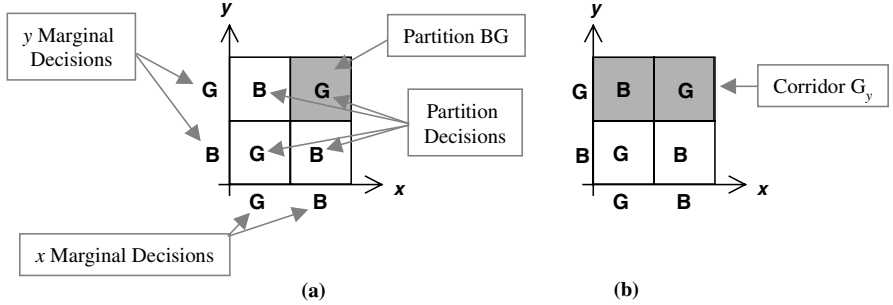 y
y Marginal
Decisions
Partition BG
G B G
Partition
Decisions
B G B
x
G B
x Marginal Decisions
(a)
y
G B G
Corridor Gy
B G B
x
G B
(b)